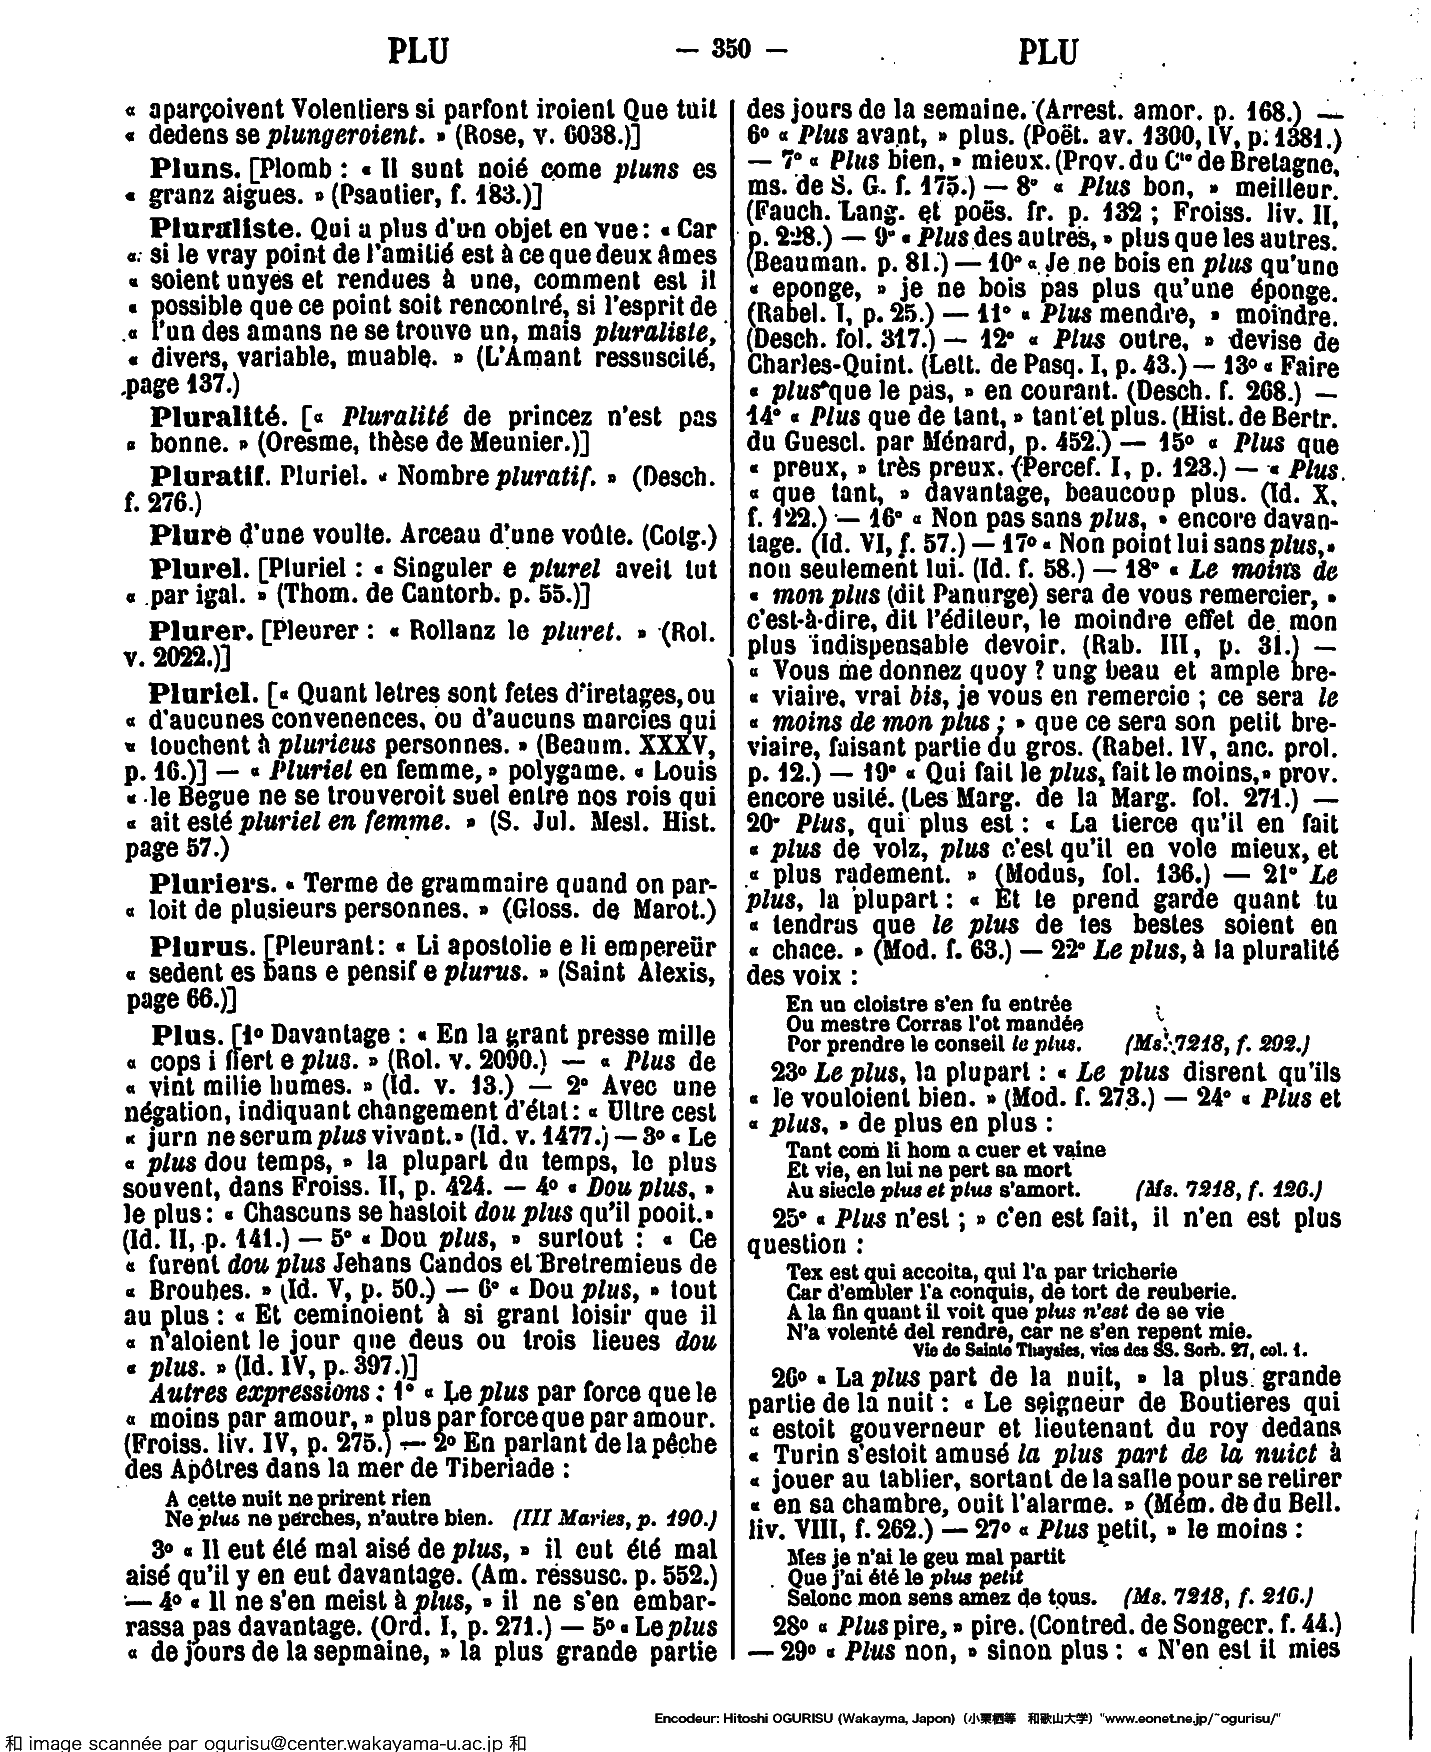 PLU — 350 — PLU
« aparçoivent Volentiers si parfont iroient Que tuit
« dedens se plungeroient. » (Rose, v. 6038.)]
Pluns. [Plomb : « Il sunt noié come pluns es
« granz aigues. » (Psautier, f. 183.)]
Pluraliste. Qui a plus d'un objet en vue : « Car
« si le vray point de l'amitié est à ce que deux âmes
« soient unyes et rendues à une, comment est il
« possible que ce point soit rencontré, si l'esprit de
« l'un des amans ne se trouve un, mais pluraliste,
« divers, variable, muable. » (L'Amant ressuscité,
page 137.)
Pluralité. [« Pluralité de princez n'est pas
« bonne. » (Oresme, thèse de Meunier.)]
Pluratif. Pluriel. « Nombre pluratif. » (Desch.
f. 276.)
Plure d'une voulte. Arceau d'une voûte. (Cotg.)
Plurel. [Pluriel : « Singuler e plurel aveit tut
« par igal. » (Thom. de Cantorb. p. 55.)]
Plurer. [Pleurer : « Rollanz le pluret. » (Rol.
v. 2022.)]
Pluriel. [« Quant letres sont fetes d'iretages, ou
« d'aucunes convenences, ou d'aucuns marcies qui
« touchent à plurieus personnes. » (Beaum. XXXV,
p. 16.)] — « Pluriel en femme, » polygame. « Louis
« le Begue ne se trouveroit suel entre nos rois qui
« ait esté pluriel en femme. » (S. Jul. Mesl. Hist.
page 57.)
Pluriers. « Terme de grammaire quand on par-
« loit de plusieurs personnes. » (Gloss. de Marot.)
Plurus. [Pleurant : « Li apostolie e li empereür
« sedent es bans e pensif e plurus. » (Saint Alexis,
page 66.)]
Plus. [1º Davantage : « En la grant presse mille
« cops i fiert e plus. » (Rol. v. 2090.) — « Plus de
« vint milie humes. » (Id. v. 13.) — 2º Avec une
négation, indiquant changement d'état : « Ultre cest
« jurn ne serum plus vivant. » (Id. v. 1477.) — 3º « Le
« plus dou temps, » la plupart du temps, le plus
souvent, dans Froiss. II, p. 424. — 4º « Dou plus, »
le plus : « Chascuns se hastoit dou plus qu'il pooit. »
(Id. II, p. 141.) — 5º « Dou plus, » surtout : « Ce
« furent dou plus Jehans Candos et Bretremieus de
« Broubes. » (Id. V, p. 50.) — 6º « Dou plus, » tout
au plus : « Et ceminoient à si grant loisir que il
« n'aloient le jour que deus ou trois lieues dou
« plus. » (Id. IV, p. 397.)]
Autres expressions : 1º « Le plus par force que le
« moins par amour, » plus par force que par amour.
(Froiss. liv. IV, p. 275.) — 2º En parlant de la pêche
des Apôtres dans la mer de Tiberiade :
A cette nuit ne prirent rien
Ne plus ne perches, n'autre bien. (III Maries, p. 190.)
3º « Il eut été mal aisé de plus, » il eut été mal
aisé qu'il y en eut davantage. (Am. ressusc. p. 552.)
— 4º « Il ne s'en meist à plus, » il ne s'en embar-
rassa pas davantage. (Ord. I, p. 271.) — 5º « Le plus
« de jours de la sepmaine, » la plus grande partie
des jours de la semaine. (Arrest. amor. p. 168.) —
6º « Plus avant, » plus. (Poët. av. 1300, IV, p. 1381.)
— 7º « Plus bien, » mieux. (Prov. du Cte de Bretagne,
ms. de S. G. f. 175.) — 8º « Plus bon, » meilleur.
(Fauch. Lang. et poës. fr. p. 132 ; Froiss. liv. II,
p. 228.) — 9º « Plus des autres, » plus que les autres.
(Beauman. p. 81.) — 10º « Je ne bois en plus qu'une
« eponge, » je ne bois pas plus qu'une éponge.
(Rabel. I, p. 25.) — 11º « Plus mendre, » moindre.
(Desch. fol. 317.) — 12º « Plus outre, » devise de
Charles-Quint. (Lett. de Pasq. I, p. 43.) — 13º « Faire
« plus que le pas, » en courant. (Desch. f. 268.) —
14º « Plus que de tant, » tant et plus. (Hist. de Bertr.
du Guescl. par Ménard, p. 452.) — 15º « Plus que
« preux, » très preux. (Percef. I, p. 123.) — « Plus
« que tant, » davantage, beaucoup plus. (Id. X,
f. 122.) — 16º « Non pas sans plus, » encore davan-
tage. (Id. VI, f. 57.) — 17º « Non point lui sans plus, »
non seulement lui. (Id. f. 58.) — 18º « Le moins de
« mon plus (dit Panurge) sera de vous remercier, »
c'est-à-dire, dit l'éditeur, le moindre effet de mon
plus indispensable devoir. (Rab. III, p. 31.) —
« Vous me donnez quoy ? ung beau et ample bre-
« viaire, vrai bis, je vous en remercie ; ce sera le
« moins de mon plus ; » que ce sera son petit bre-
viaire, faisant partie du gros. (Rabel. IV, anc. prol.
p. 12.) — 19º « Qui fait le plus, fait le moins, » prov.
encore usité. (Les Marg. de la Marg. fol. 271.) —
20º Plus, qui plus est : « La tierce qu'il en fait
« plus de volz, plus c'est qu'il en vole mieux, et
« plus radement. » (Modus, fol. 136.) — 21º Le
plus, la plupart : « Et te prend garde quant tu
« tendras que le plus de tes bestes soient en
« chace. » (Mod. f. 63.) — 22º Le plus, à la pluralité
des voix :
En un cloistre s'en fu entrée
Ou mestre Corras l'ot mandée
Por prendre le conseil le plus. (Ms. 7218, f. 202.)
23º Le plus, la plupart : « Le plus disrent qu'ils
« le vouloient bien. » (Mod. f. 273.) — 24º « Plus et
« plus, » de plus en plus :
Tant com li hom a cuer et vaine
Et vie, en lui ne pert sa mort
Au siecle plus et plus s'amort. (Ms. 7218, f. 126.)
25º « Plus n'est ; » c'en est fait, il n'en est plus
question :
Tex est qui accoita, qui l'a par tricherie
Car d'embler l'a conquis, de tort de reuberie.
A la fin quant il voit que plus n'est de se vie
N'a volenté del rendre, car ne s'en repent mie.
Vie de Sainte Thaysies, vies des SS. Sorb. 27, col. 1.
26º « La plus part de la nuit, » la plus grande
partie de la nuit : « Le seigneur de Boutieres qui
« estoit gouverneur et lieutenant du roy dedans
« Turin s'estoit amusé la plus part de la nuict à
« jouer au tablier, sortant de la salle pour se retirer
« en sa chambre, ouit l'alarme. » (Mém. de du Bell.
liv. VIII, f. 262.) — 27º « Plus petit, » le moins :
Mes je n'ai le geu mal partit
Que j'ai été le plus petit
Selonc mon sens amez de tous. (Ms. 7218, f. 216.)
28º « Plus pire, » pire. (Contred. de Songecr. f. 44.)
— 29º « Plus non, » sinon plus : « N'en est il mies
Encodeur: Hitoshi OGURISU (Wakayma, Japon) (小栗栖等 和歌山大学) "www.eonet.ne.jp/~ogurisu/"
和 image scannée par ogurisu@center.wakayama-u.ac.jp 和